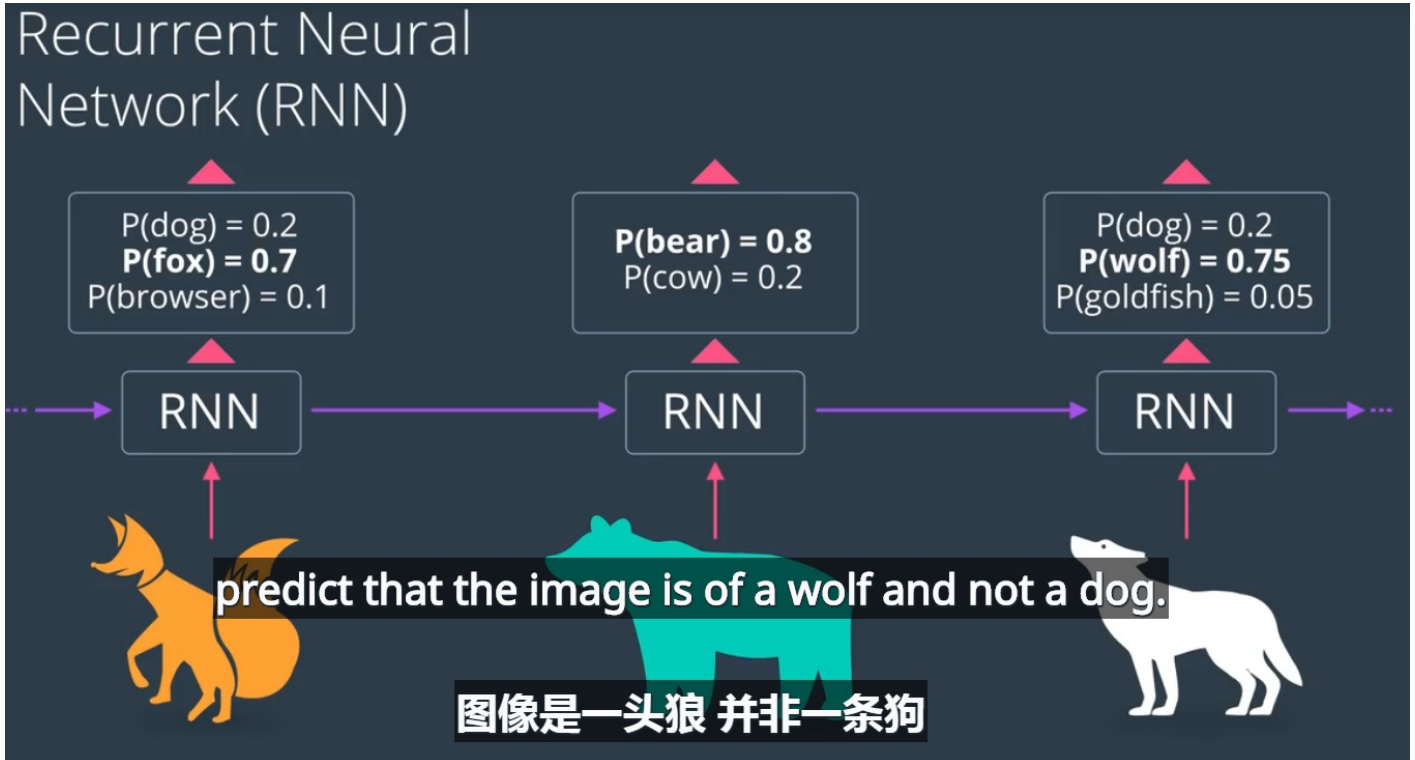 Recurrent Neural
Network (RNN)
P(dog) = 0.2
P(fox) = 0.7
P(browser) = 0.1
P(bear) = 0.8
P(cow) = 0.2
P(dog) = 0.2
P(wolf) = 0.75
P(goldfish) = 0.05
RNN
RNN
RNN
predict that the image is of a wolf and not a dog.
图像是一头狼 并非一条狗